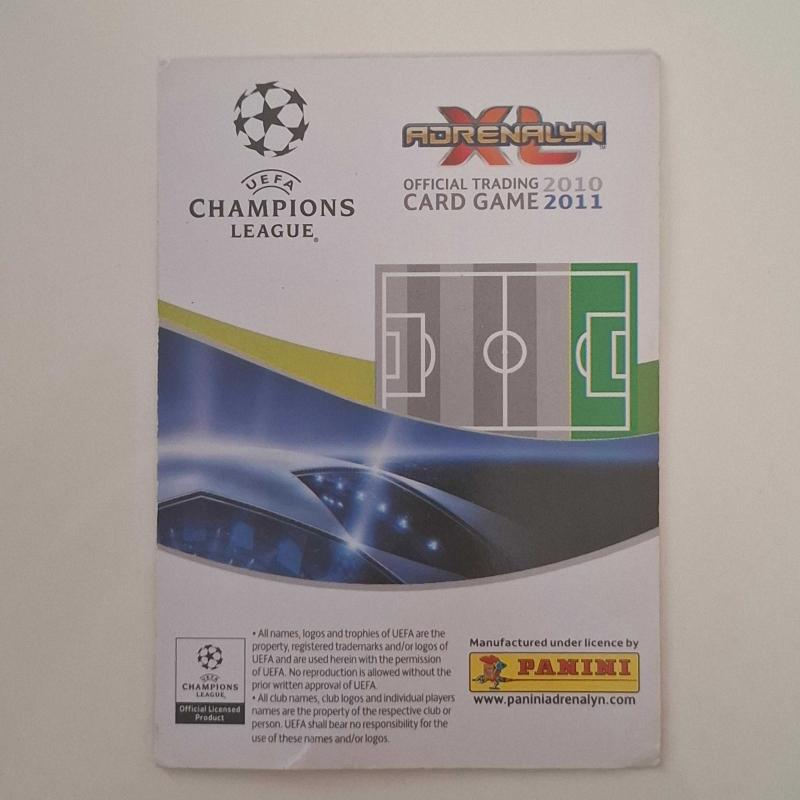 UEFA
CHAMPIONS
LEAGUE®
ADRENALYN XL™
OFFICIAL TRADING 2010
CARD GAME 2011
UEFA
CHAMPIONS
LEAGUE®
Official Licensed
Product
• All names, logos and trophies of UEFA are the
property, registered trademarks and/or logos of
UEFA and are used herein with the permission
of UEFA. No reproduction is allowed without the
prior written approval of UEFA.
• All club names, club logos and individual players
names are the property of the respective club or
person. UEFA shall bear no responsibility for the
use of these names and/or logos.
Manufactured under licence by
PANINI
www.paniniadrenalyn.com